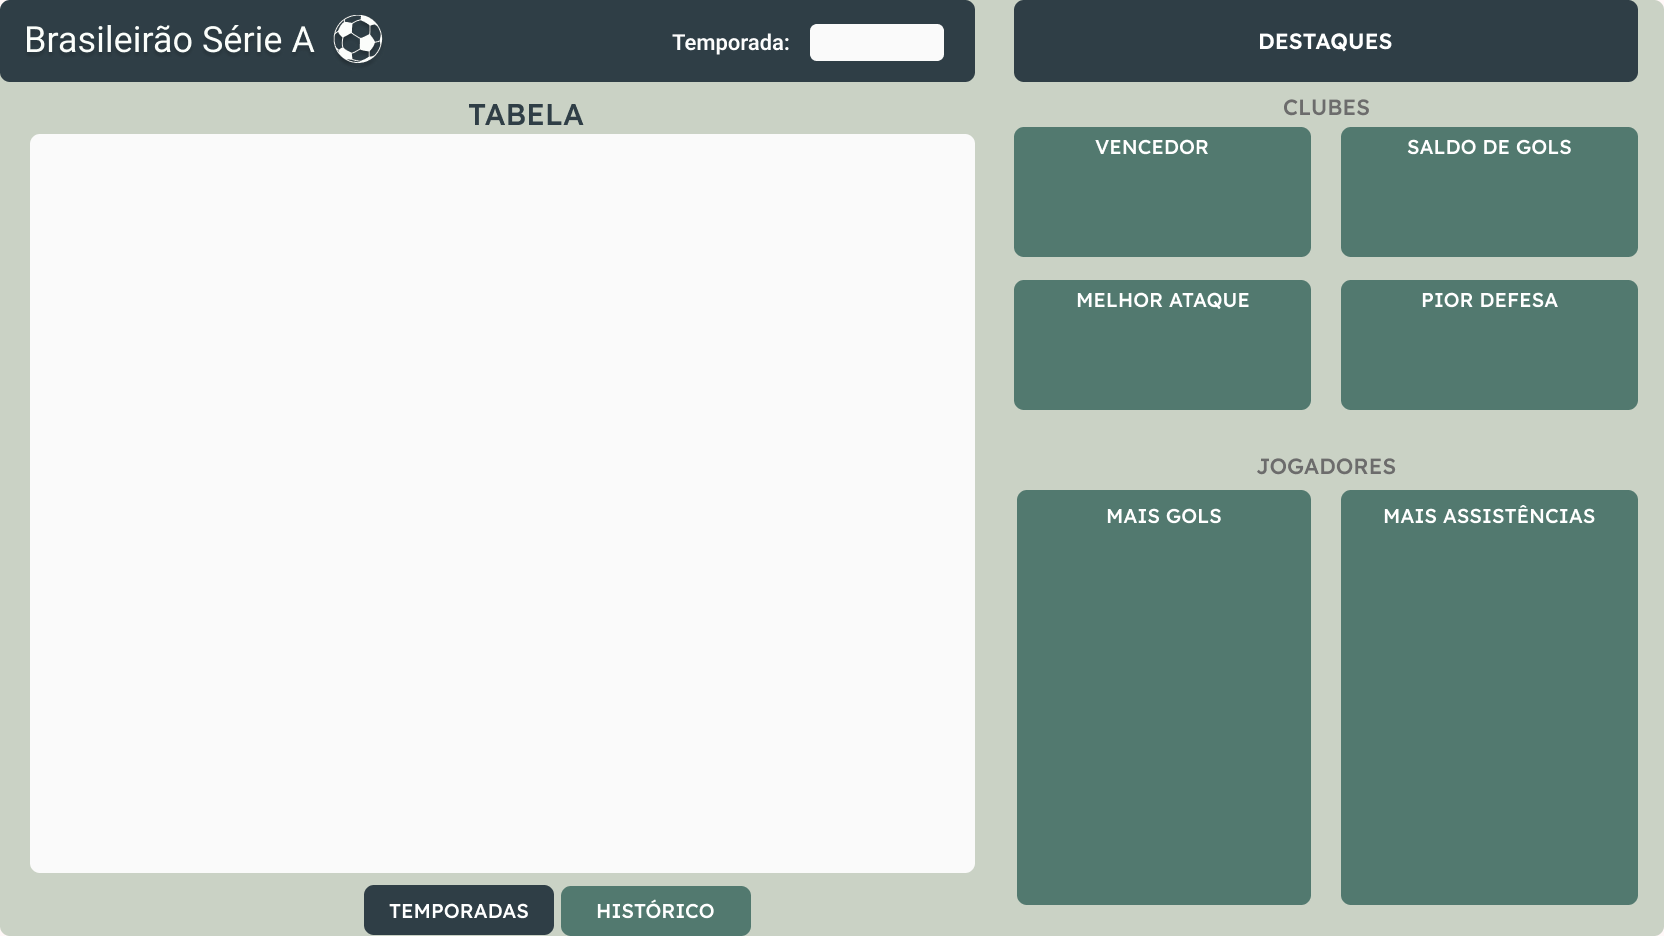 Brasileirão Série A
Temporada:
TABELA
TEMPORADAS
HISTÓRICO
DESTAQUES
CLUBES
VENCEDOR
SALDO DE GOLS
MELHOR ATAQUE
PIOR DEFESA
JOGADORES
MAIS GOLS
MAIS ASSISTÊNCIAS